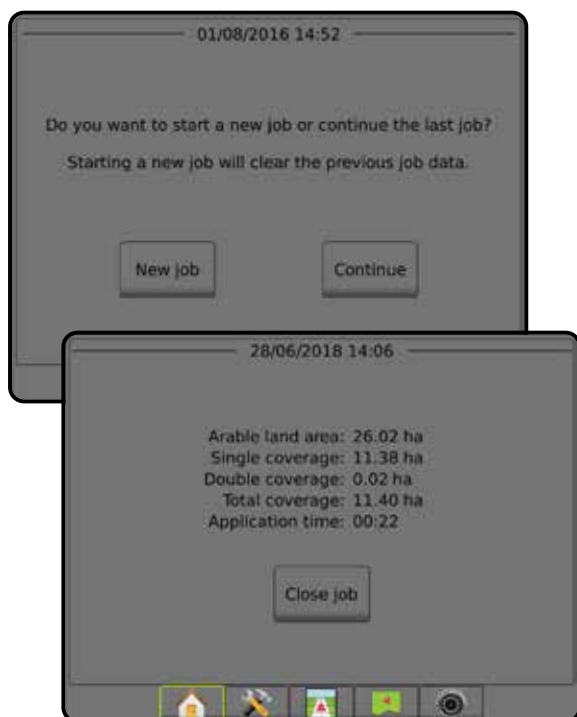 01/08/2016 14:52
Do you want to start a new job or continue the last job?
Starting a new job will clear the previous job data.
New job
Continue
28/06/2018 14:06
Arable land area: 26.02 ha
Single coverage: 11.38 ha
Double coverage: 0.02 ha
Total coverage: 11.40 ha
Application time: 00:22
Close job